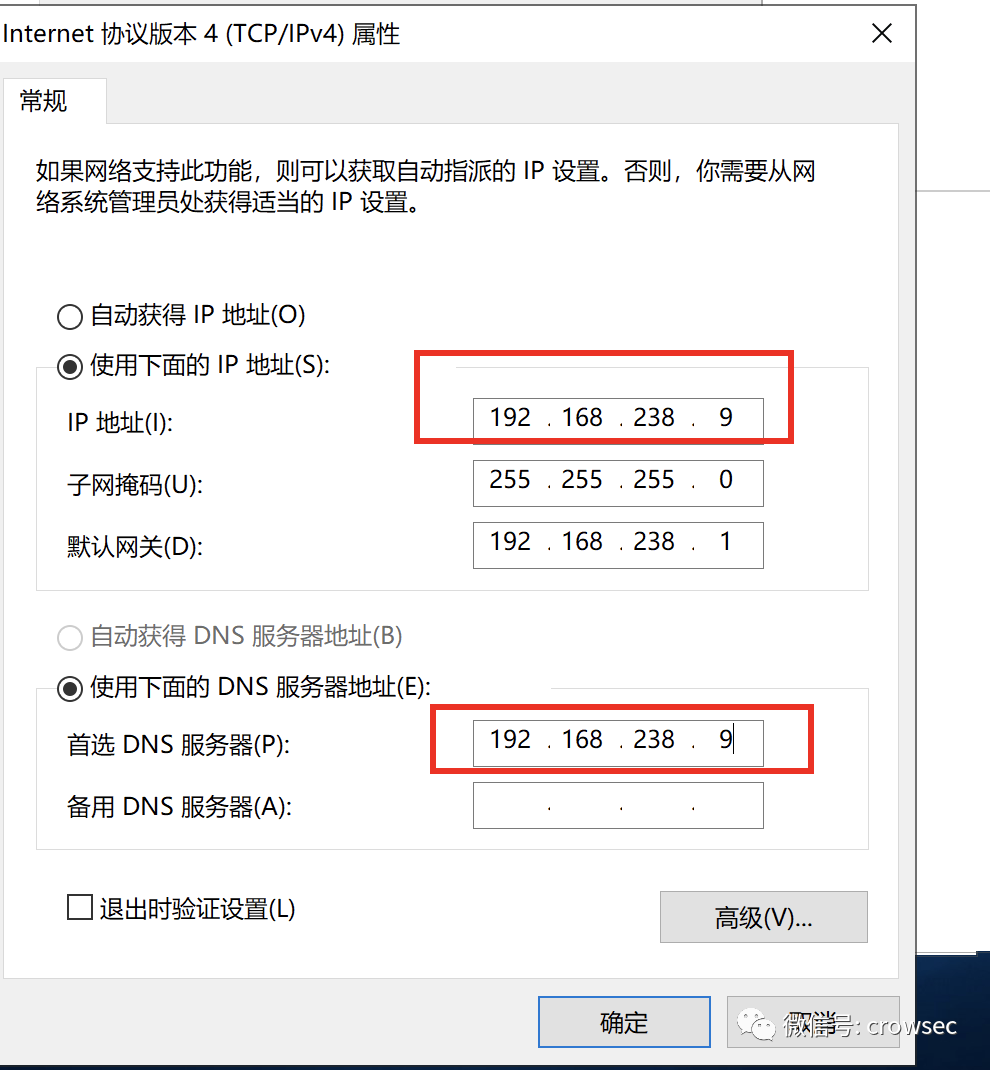 Internet 协议版本 4 (TCP/IPv4) 属性
常规
如果网络支持此功能，则可以获取自动指派的 IP 设置。否则，你需要从网
络系统管理员处获得适当的 IP 设置。
自动获得 IP 地址(O)
使用下面的 IP 地址(S):
IP 地址(I): 192 . 168 . 238 . 9
子网掩码(U): 255 . 255 . 255 . 0
默认网关(D): 192 . 168 . 238 . 1
自动获得 DNS 服务器地址(B)
使用下面的 DNS 服务器地址(E):
首选 DNS 服务器(P): 192 . 168 . 238 . 9
备用 DNS 服务器(A): . . .
退出时验证设置(L)
高级(V)...
确定
取消
微信号: crowsec